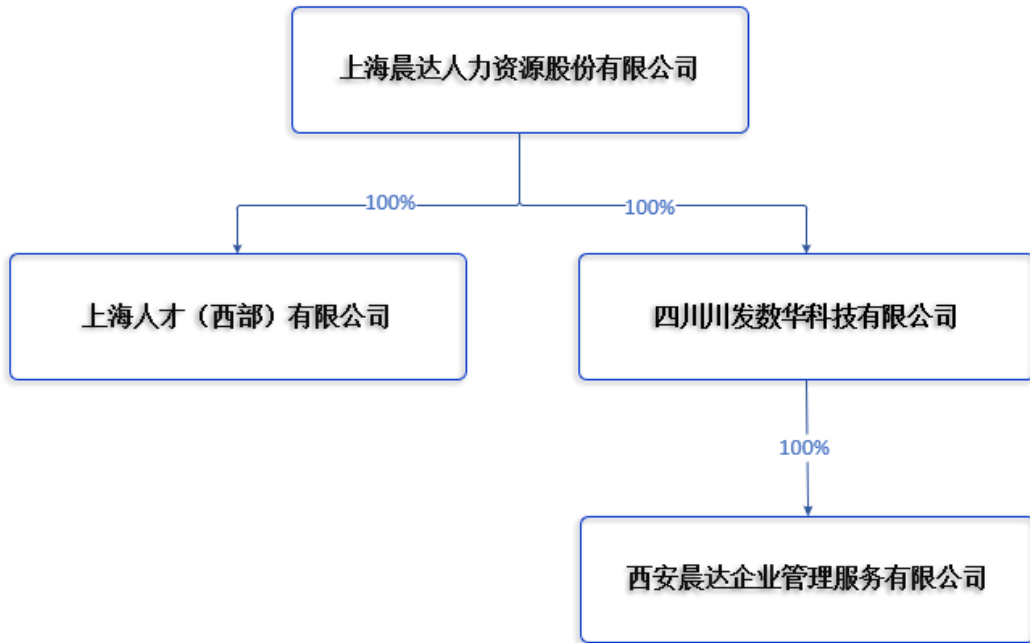 上海晨达人力资源股份有限公司
100%
100%
上海人才（西部）有限公司
四川川发数华科技有限公司
100%
西安晨达企业管理服务有限公司